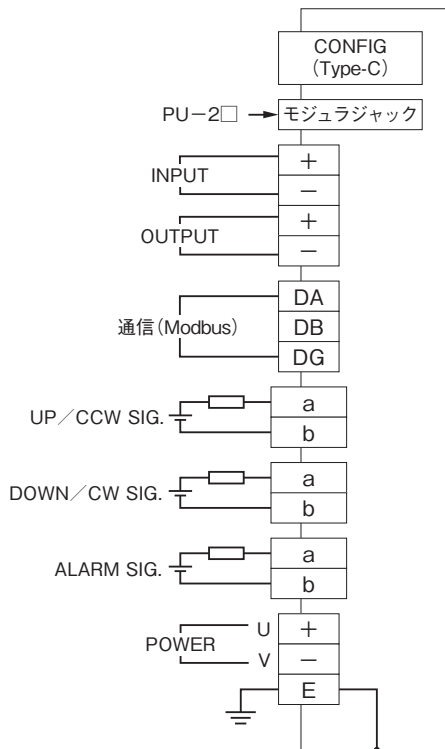 CONFIG
(Type-C)
PU−2□
モジュラジャック
INPUT
+
−
OUTPUT
+
−
通信(Modbus)
DA
DB
DG
UP/CCW SIG.
a
b
DOWN/CW SIG.
a
b
ALARM SIG.
a
b
POWER
U
+
V
−
E